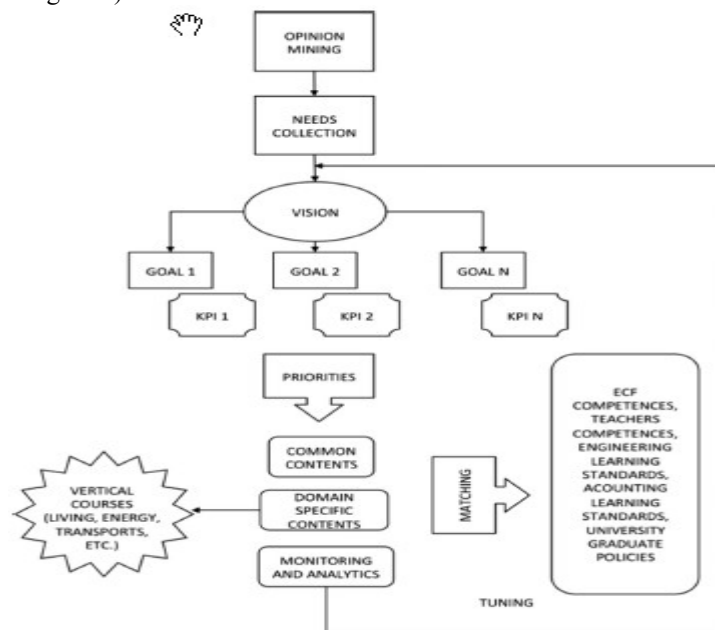 OPINION
MINING
NEEDS
COLLECTION
VISION
GOAL 1
GOAL 2
GOAL N
KPI 1
KPI 2
KPI N
PRIORITIES
COMMON
CONTENTS
DOMAIN
SPECIFIC
CONTENTS
MONITORING
AND ANALYTICS
VERTICAL
COURSES
(LIVING, ENERGY,
TRANSPORTS,
ETC.)
MATCHING
ECF
COMPETENCES,
TEACHERS
COMPETENCES,
ENGINEERING
LEARNING
STANDARDS,
ACOUNTING
LEARNING
STANDARDS,
UNIVERSITY
GRADUATE
POLICIES
TUNING